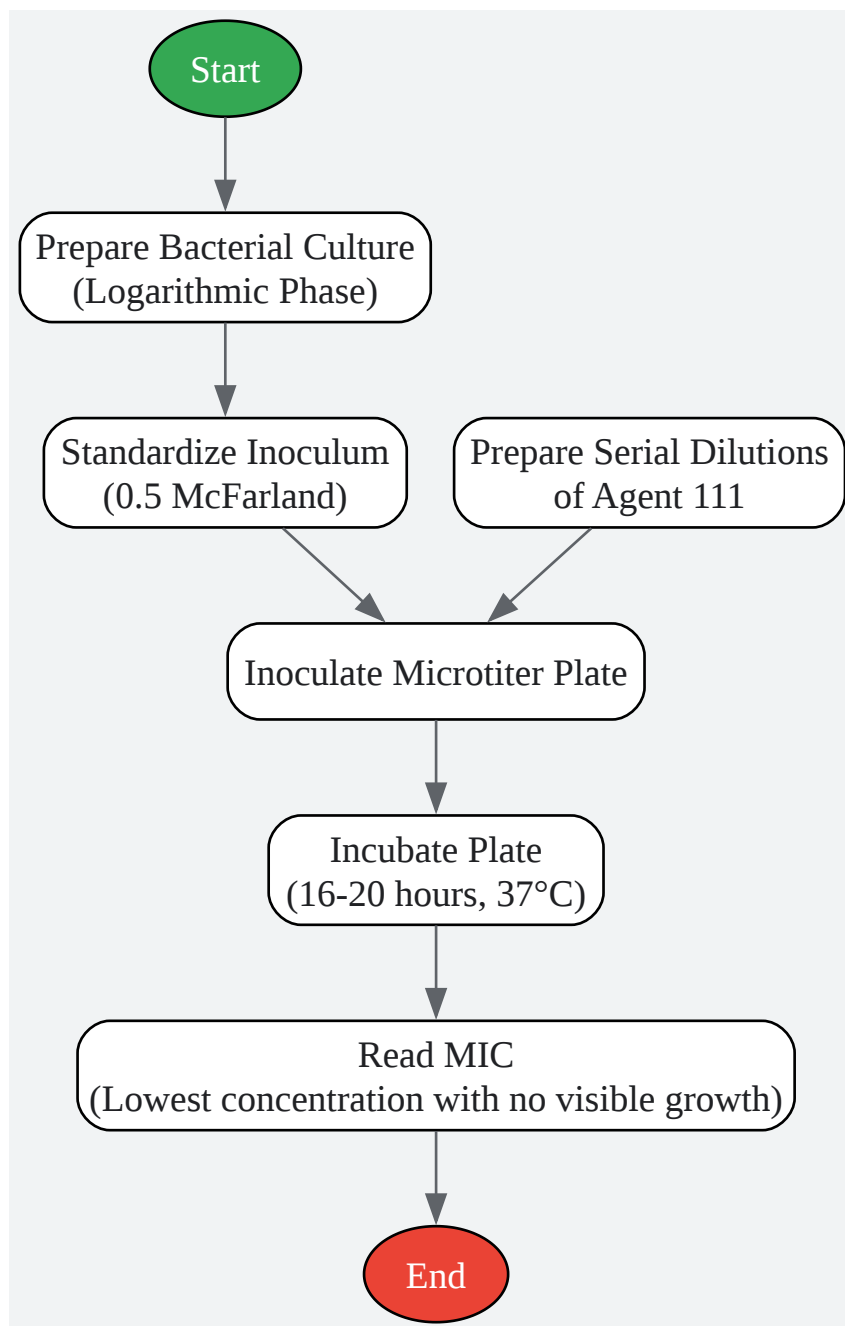 Start
Prepare Bacterial Culture
(Logarithmic Phase)
Standardize Inoculum
(0.5 McFarland)
Prepare Serial Dilutions
of Agent 111
Inoculate Microtiter Plate
Incubate Plate
(16-20 hours, 37°C)
Read MIC
(Lowest concentration with no visible growth)
End